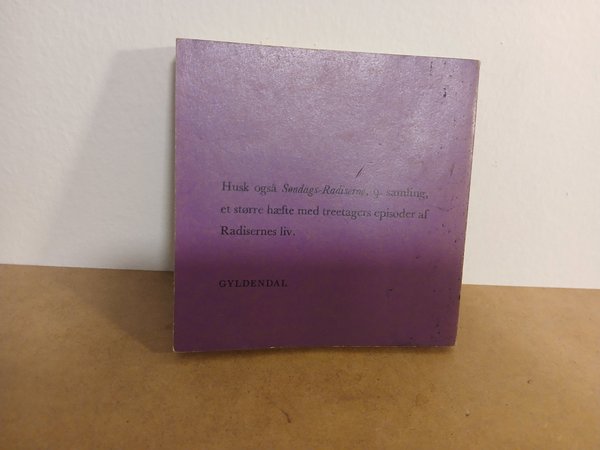 Husk også Søndags-Radiserne, 9. samling,
et større hæfte med treetagers episoder af
Radisernes liv.
GYLDENDAL